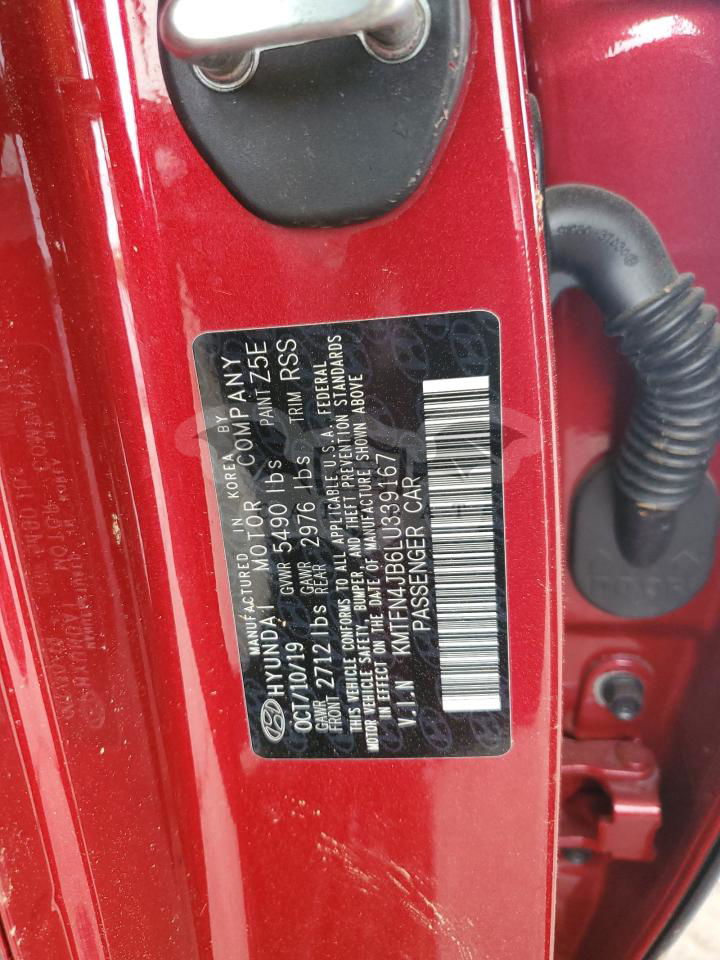 MANUFACTURED IN KOREA BY
HYUNDAI MOTOR COMPANY
OCT/10/19 GVWR 5490 lbs PAINT Z5E
GAWR FRONT 2712 lbs GAWR REAR 2976 lbs TRIM RSS
THIS VEHICLE CONFORMS TO ALL APPLICABLE U.S.A. FEDERAL
MOTOR VEHICLE SAFETY, BUMPER, AND THEFT PREVENTION STANDARDS
IN EFFECT ON THE DATE OF MANUFACTURE SHOWN ABOVE
V.I.N KMTFN4JB6LU339167
PASSENGER CAR